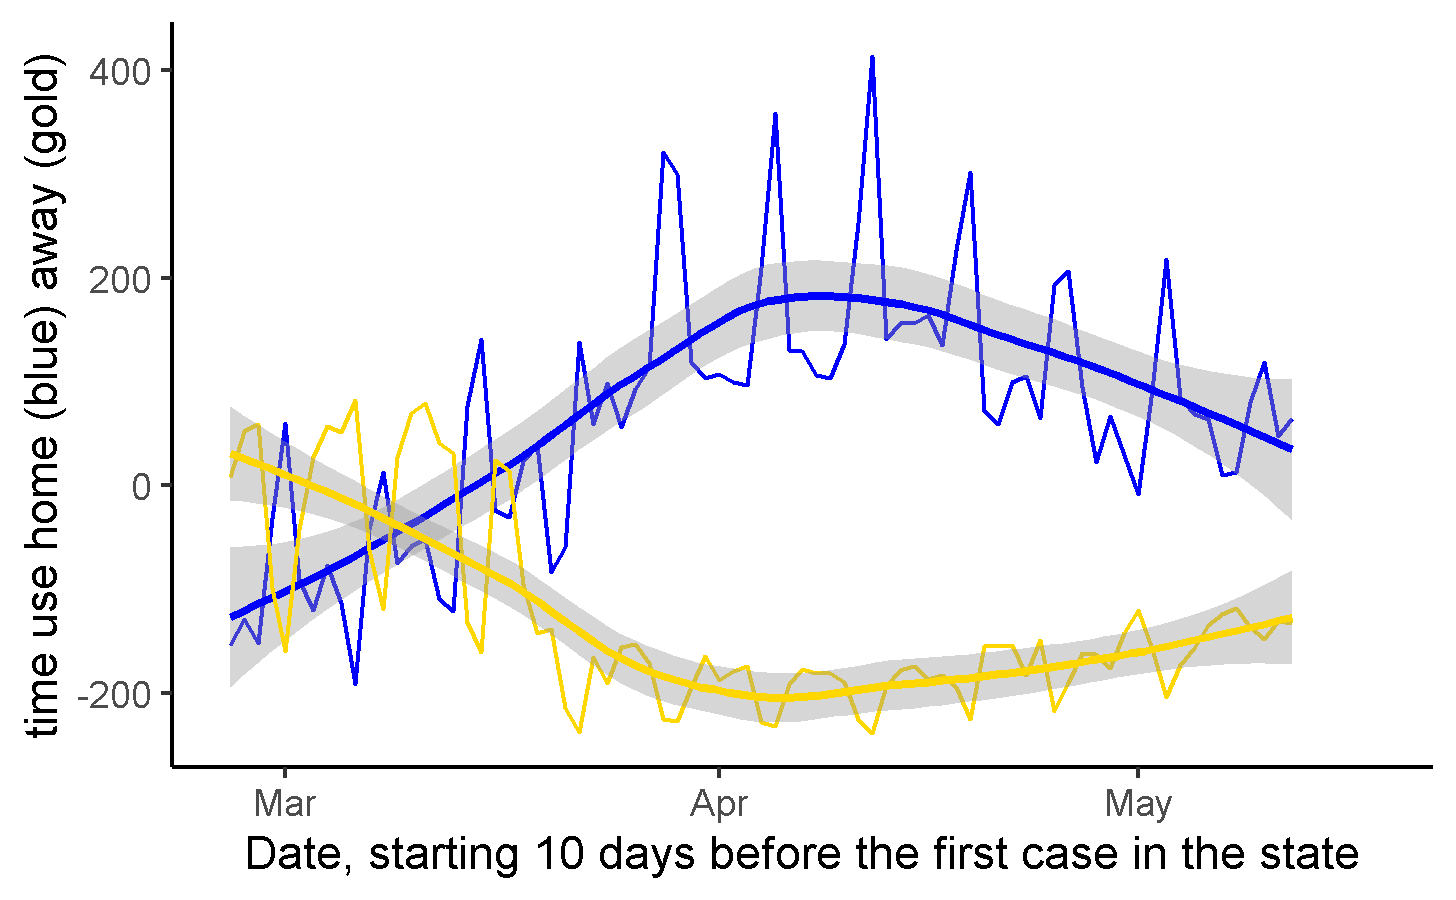 time use home (blue) away (gold)
400
200
0
-200
Mar Apr May
Date, starting 10 days before the first case in the state